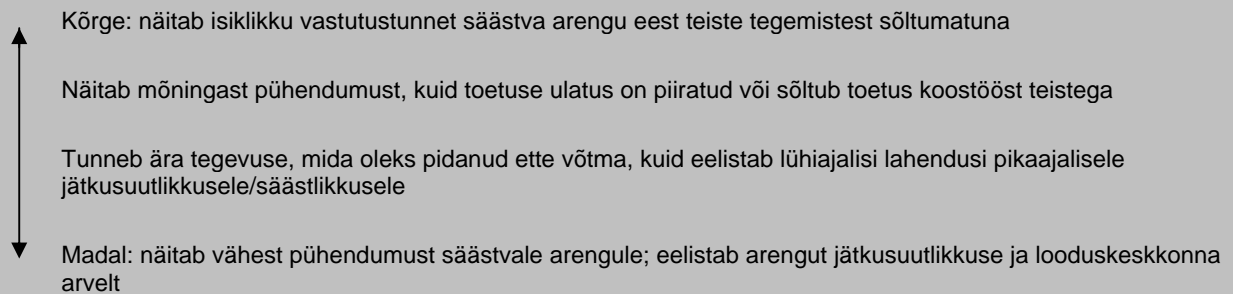 Kõrge: näitab isiklikku vastutustunnet säästva arengu eest teiste tegemistest sõltumatuna
Näitab mõningast pühendumust, kuid toetuse ulatus on piiratud või sõltub toetus koostööst teistega
Tunneb ära tegevuse, mida oleks pidanud ette võtma, kuid eelistab lühiajalisi lahendusi pikaajalisele
jätkusuutlikkusele/säästlikkusele
Madal: näitab vähest pühendumust säästvale arengule; eelistab arengut jätkusuutlikkuse ja looduskeskkonna
arvelt